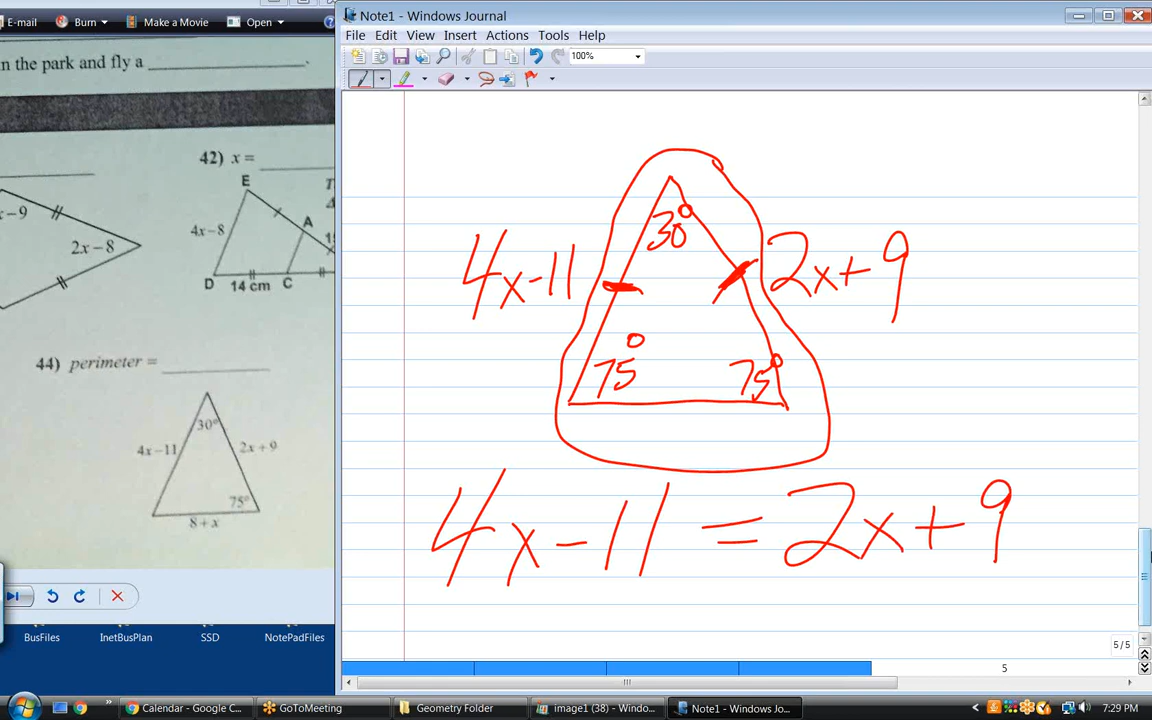 E-mail Burn Make a Movie Open
n the park and fly a ____________.
42) x = ____________
E
x−9
2x−8
4x−8
A
D
14 cm
C
44) perimeter = ____________
30°
4x−11
2x+9
75°
8+x
BusFiles InetBusPlan SSD NotePadFiles
Note1 - Windows Journal
File Edit View Insert Actions Tools Help
100%
30°
4x-11
2x+9
75°
75°
4x-11 = 2x+9
5/5
5
Calendar - Google C... GoToMeeting Geometry Folder image1 (38) - Windo... Note1 - Windows Jo... 7:29 PM